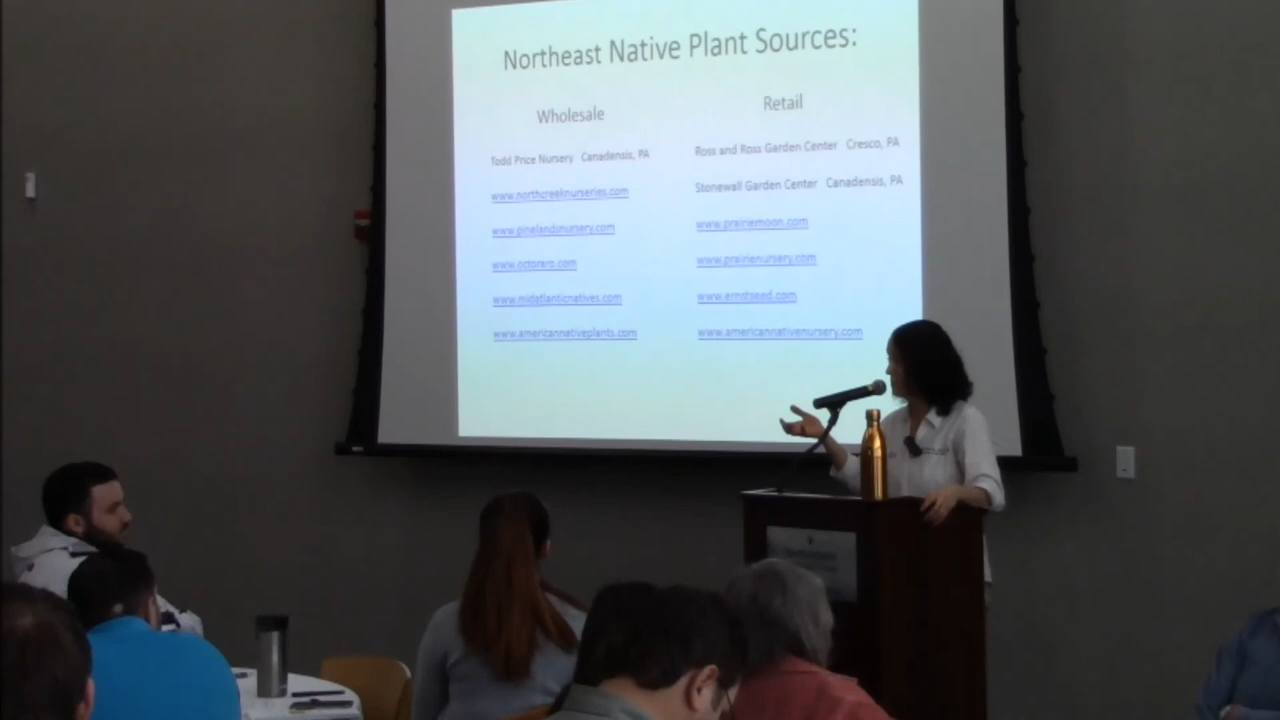 Northeast Native Plant Sources:
Wholesale
Todd Price Nursery Canadensis, PA
www.northcreeknurseries.com
www.pinelandsnursery.com
www.octoraro.com
www.midatlanticnatives.com
www.americannativeplants.com
Retail
Ross and Ross Garden Center Cresco, PA
Stonewall Garden Center Canadensis, PA
www.prairiemoon.com
www.prairienursery.com
www.ernstseed.com
www.americannativenursery.com